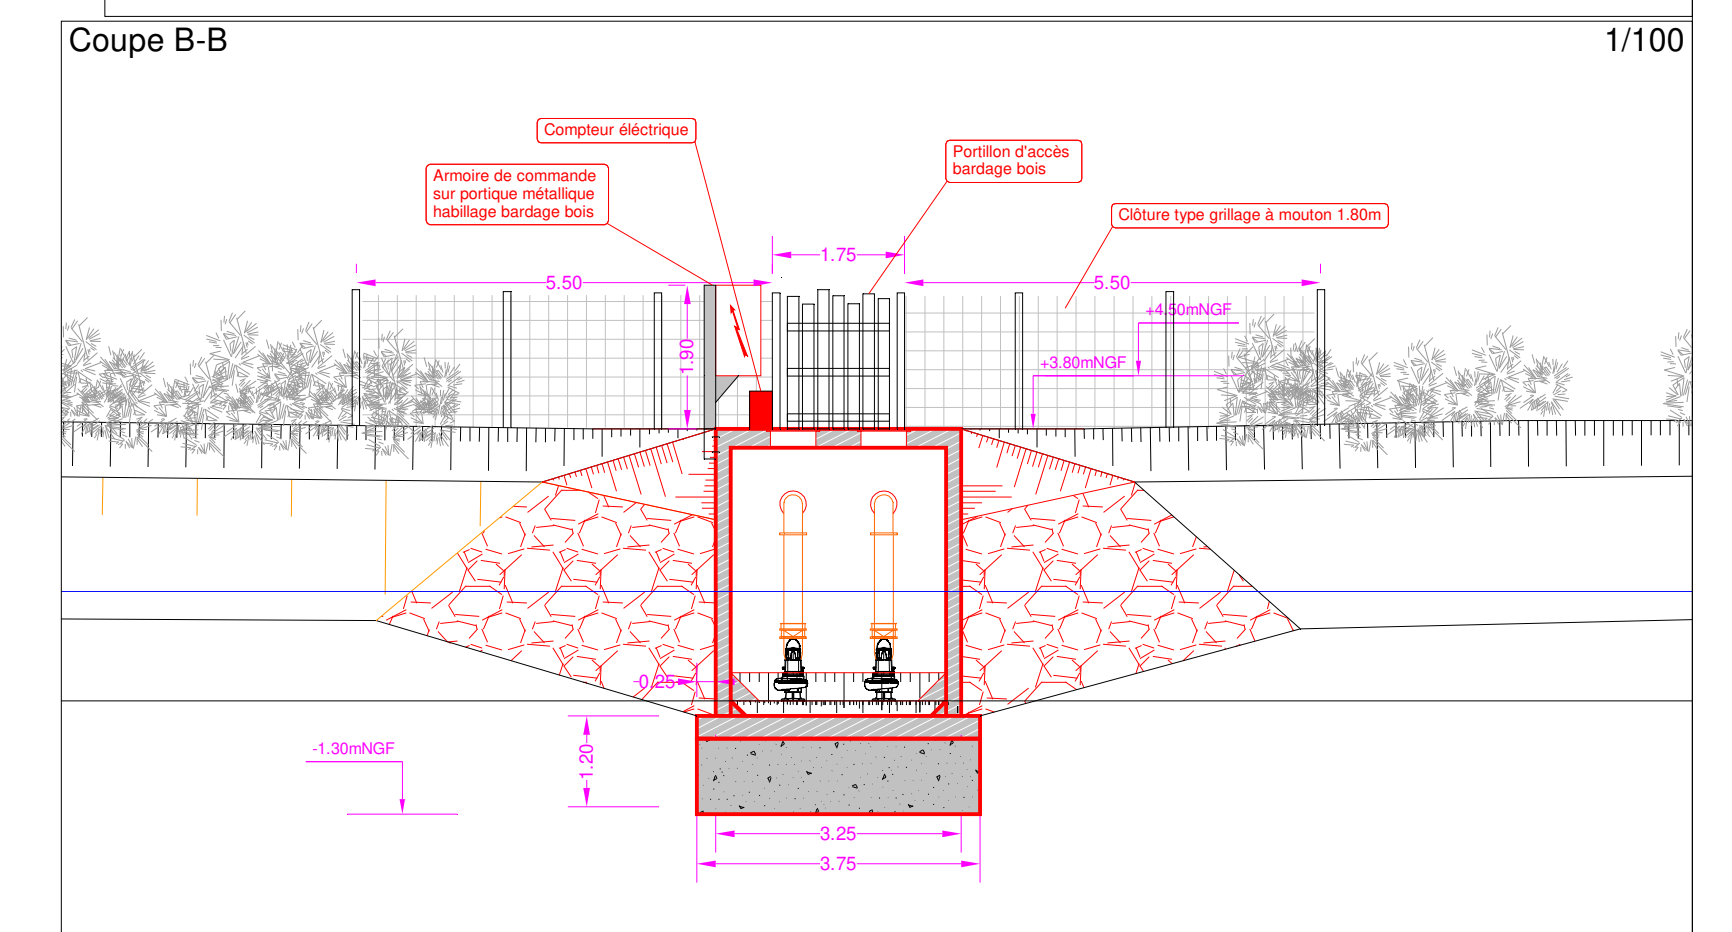 Coupe B-B
1/100
Compteur éléctrique
Portillon d'accès
bardage bois
Armoire de commande
sur portique métallique
habillage bardage bois
Clôture type grillage à mouton 1.80m
1.75
5.50
5.50
+4.50mNGF
1.90
+3.80mNGF
0.25
-1.30mNGF
1.20
3.25
3.75